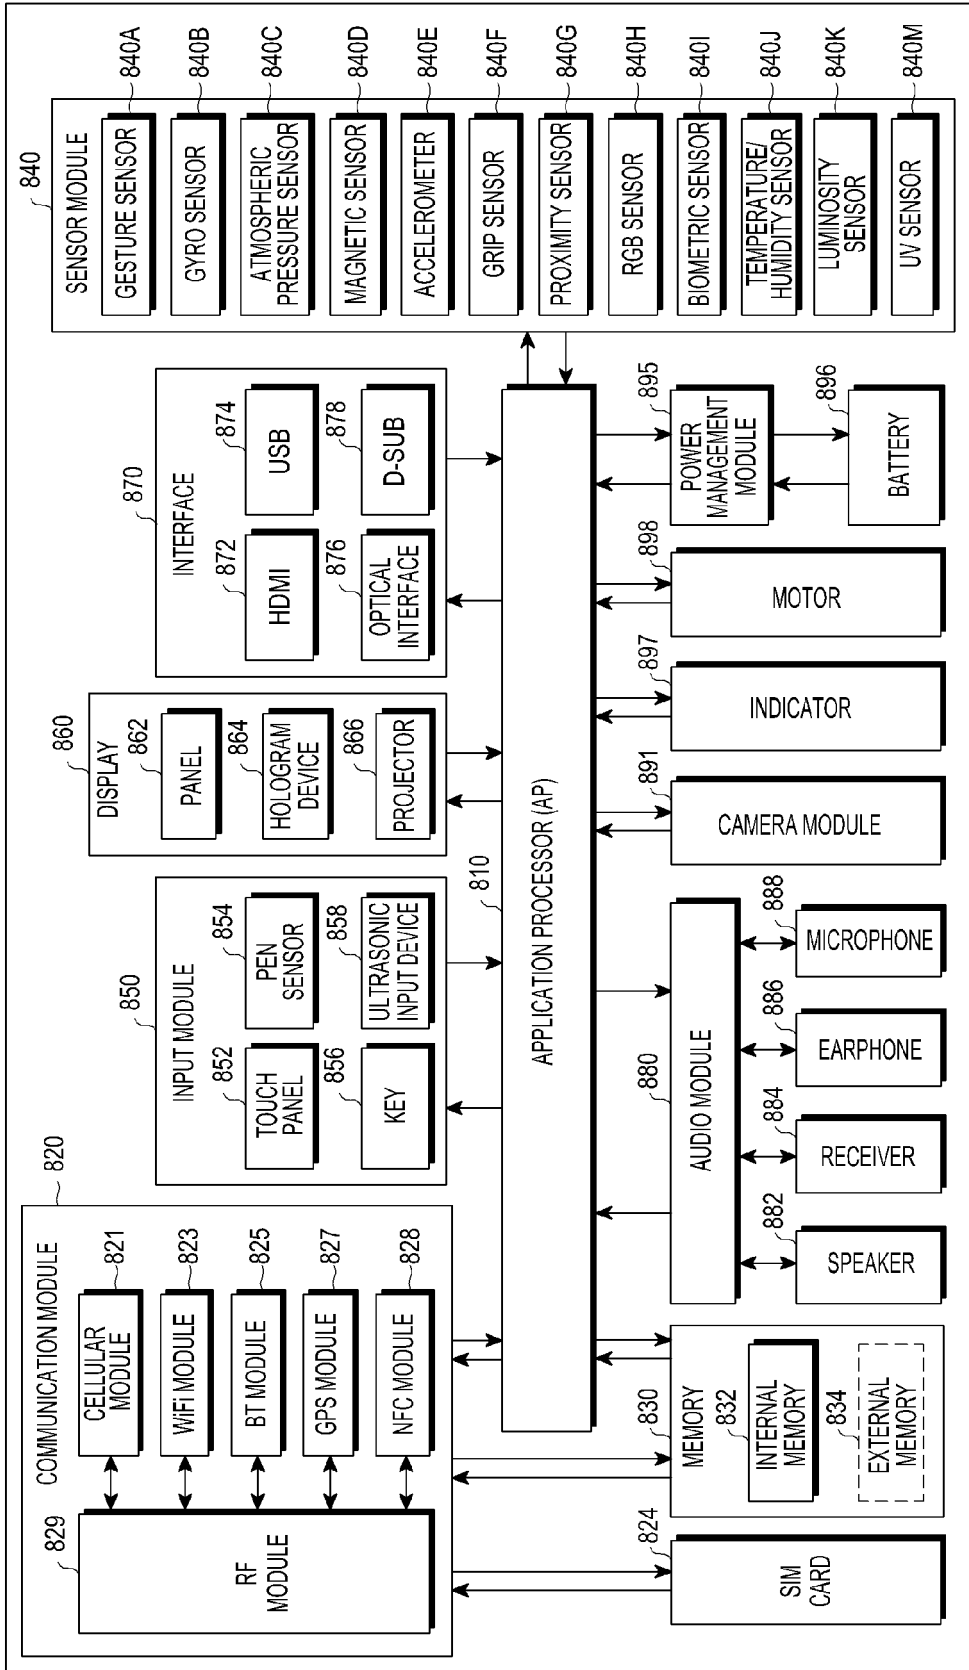 820
COMMUNICATION MODULE
829
RF
MODULE
821
CELLULAR
MODULE
823
WiFi MODULE
825
BT MODULE
827
GPS MODULE
828
NFC MODULE
850
INPUT MODULE
852
TOUCH
PANEL
854
PEN
SENSOR
856
KEY
858
ULTRASONIC
INPUT DEVICE
860
DISPLAY
862
PANEL
864
HOLOGRAM
DEVICE
866
PROJECTOR
870
INTERFACE
872
HDMI
874
USB
876
OPTICAL
INTERFACE
878
D-SUB
840
SENSOR MODULE
GESTURE SENSOR
840A
GYRO SENSOR
840B
ATMOSPHERIC
PRESSURE SENSOR
840C
MAGNETIC SENSOR
840D
ACCELEROMETER
840E
GRIP SENSOR
840F
PROXIMITY SENSOR
840G
RGB SENSOR
840H
BIOMETRIC SENSOR
840I
TEMPERATURE/
HUMIDITY SENSOR
840J
LUMINOSITY
SENSOR
840K
UV SENSOR
840M
810
APPLICATION PROCESSOR (AP)
824
SIM
CARD
830
MEMORY
832
INTERNAL
MEMORY
834
EXTERNAL
MEMORY
880
AUDIO MODULE
882
SPEAKER
884
RECEIVER
886
EARPHONE
888
MICROPHONE
891
CAMERA MODULE
897
INDICATOR
898
MOTOR
895
POWER
MANAGEMENT
MODULE
896
BATTERY